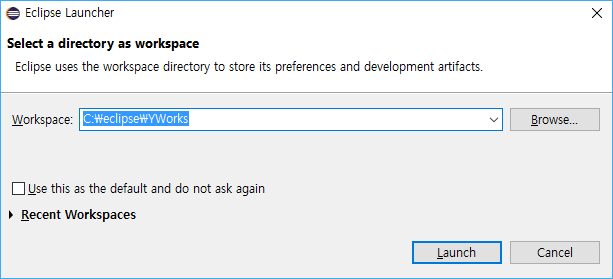 Eclipse Launcher
Select a directory as workspace
Eclipse uses the workspace directory to store its preferences and development artifacts.
Workspace: C:₩eclipse₩YWorks Browse...
Use this as the default and do not ask again
Recent Workspaces
Launch Cancel